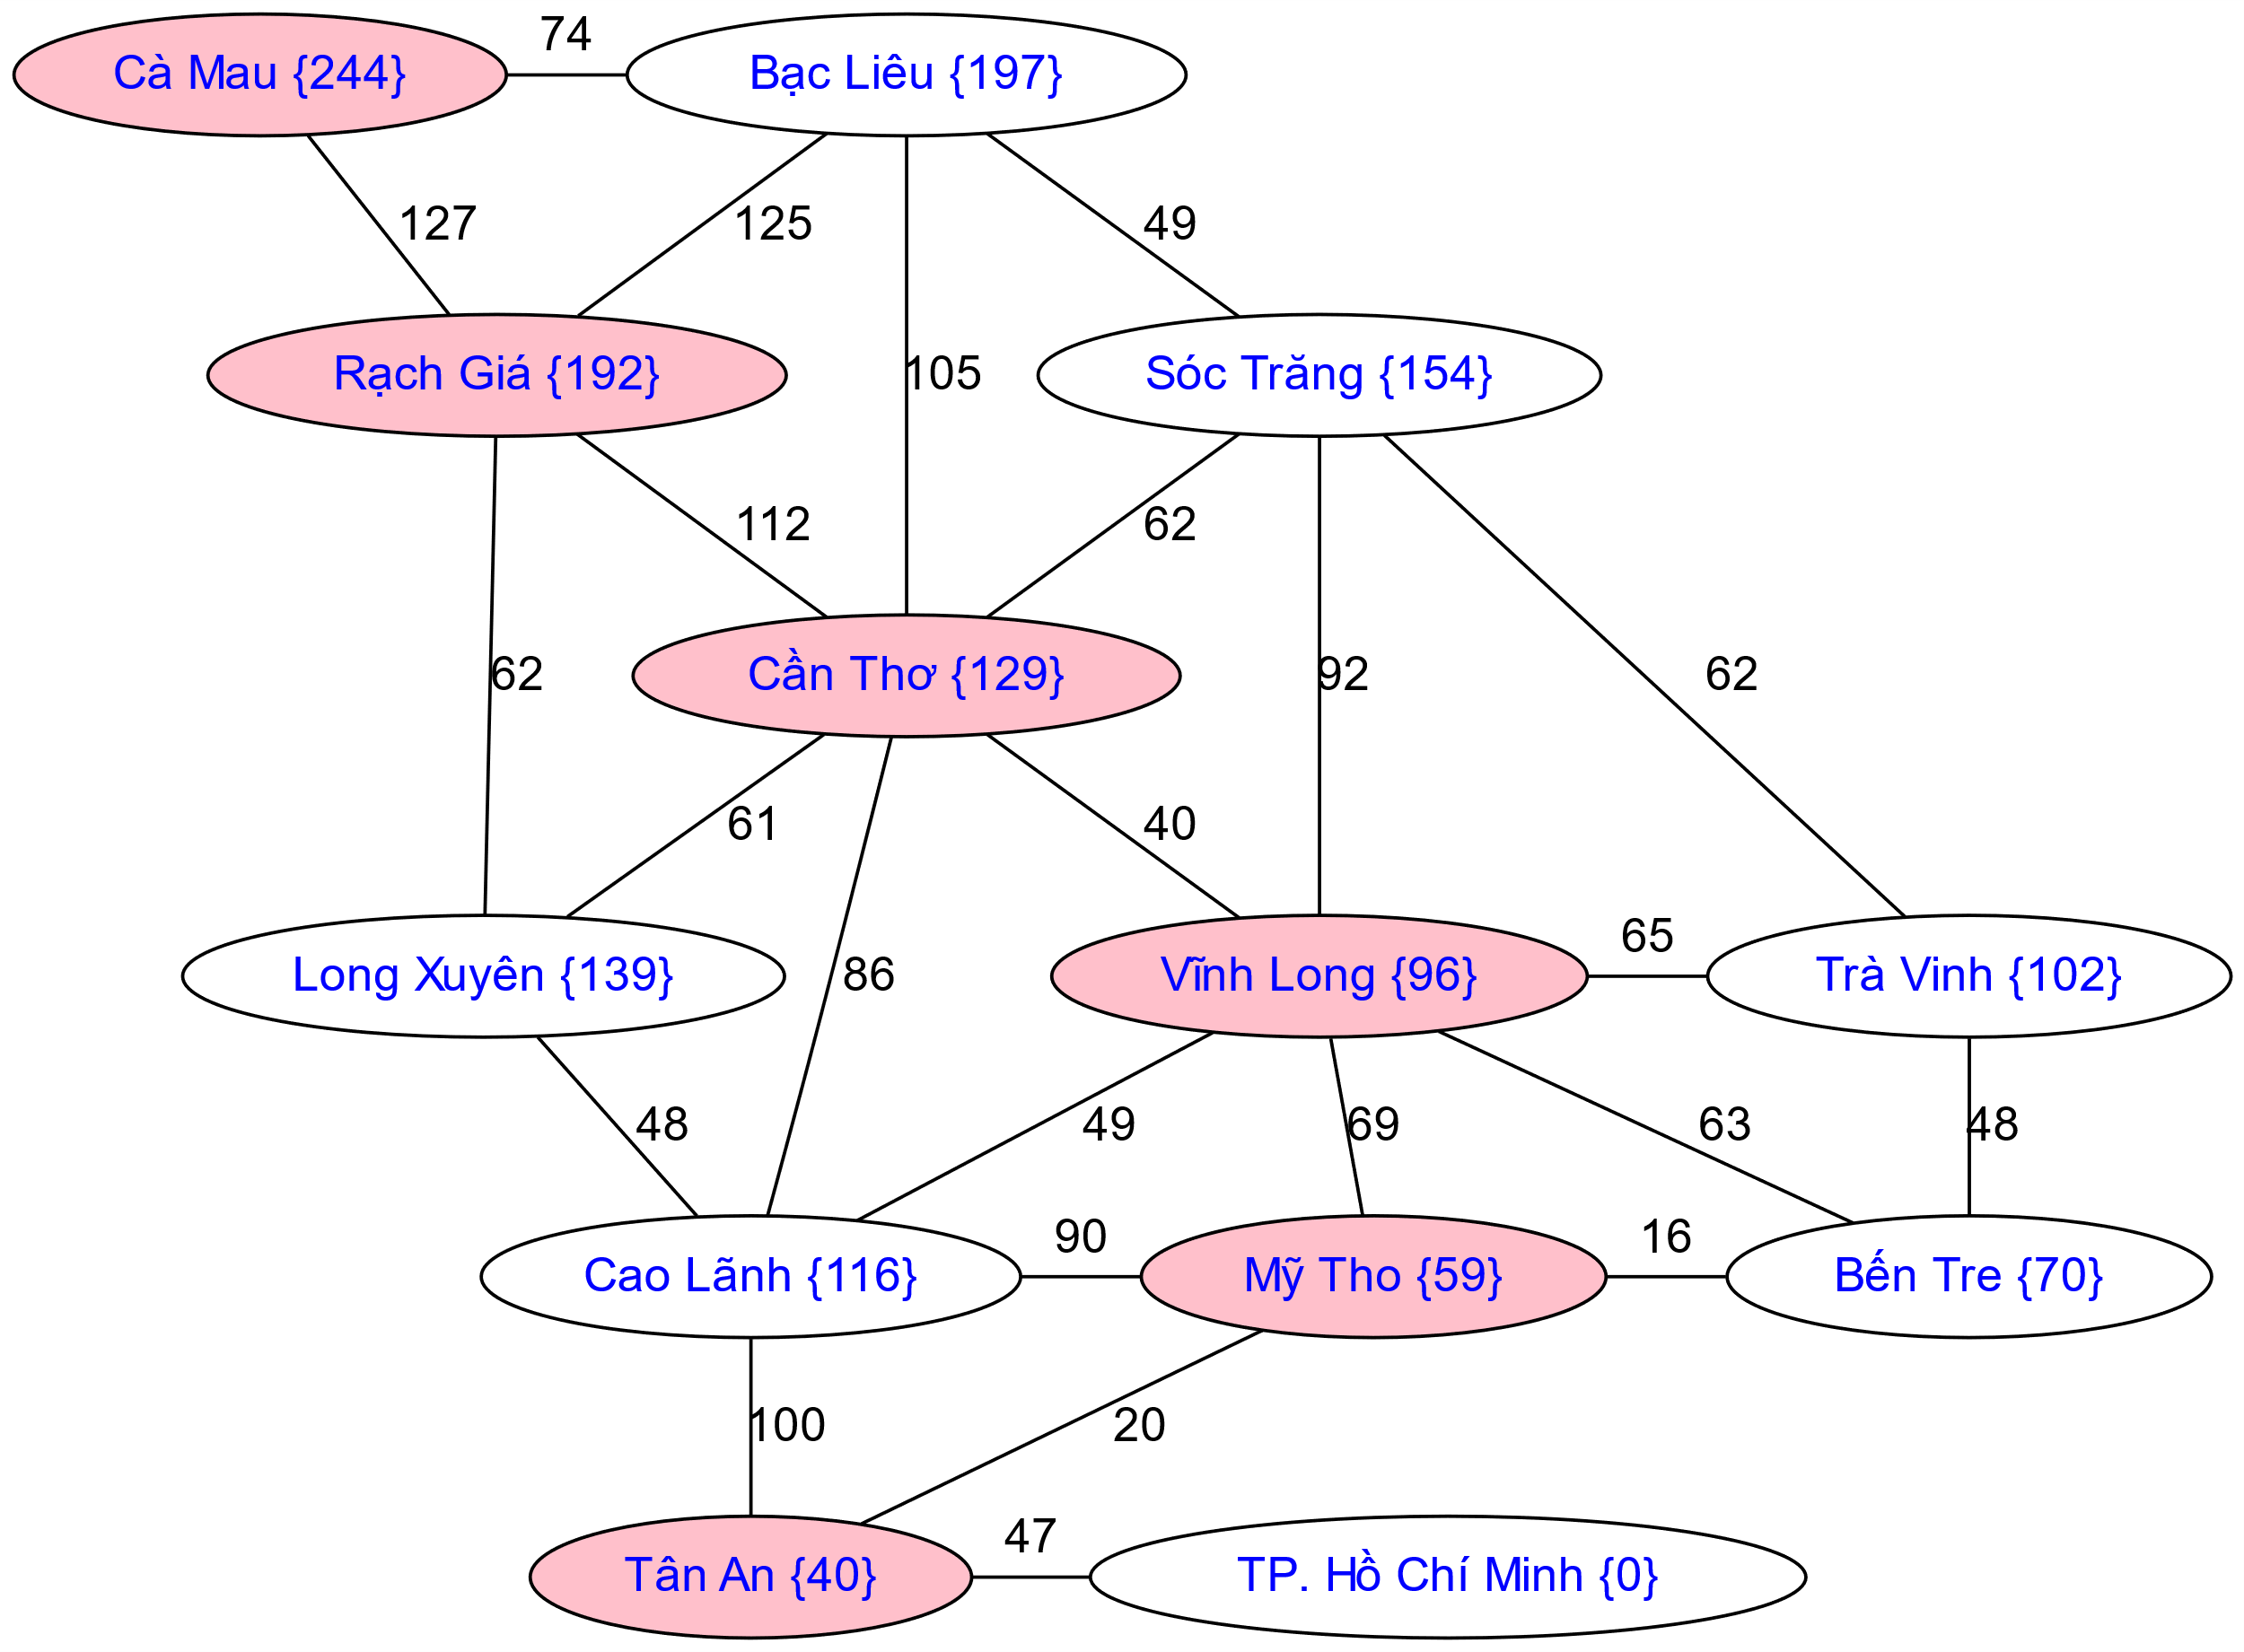 74
Cà Mau {244}
Bạc Liêu {197}
127
125
49
Rạch Giá {192}
105
Sóc Trăng {154}
112
62
62
Cần Thơ {129}
92
62
61
40
65
Long Xuyên {139}
86
Vĩnh Long {96}
Trà Vinh {102}
48
49
69
63
48
90
16
Cao Lãnh {116}
Mỹ Tho {59}
Bến Tre {70}
100
20
47
Tân An {40}
TP. Hồ Chí Minh {0}